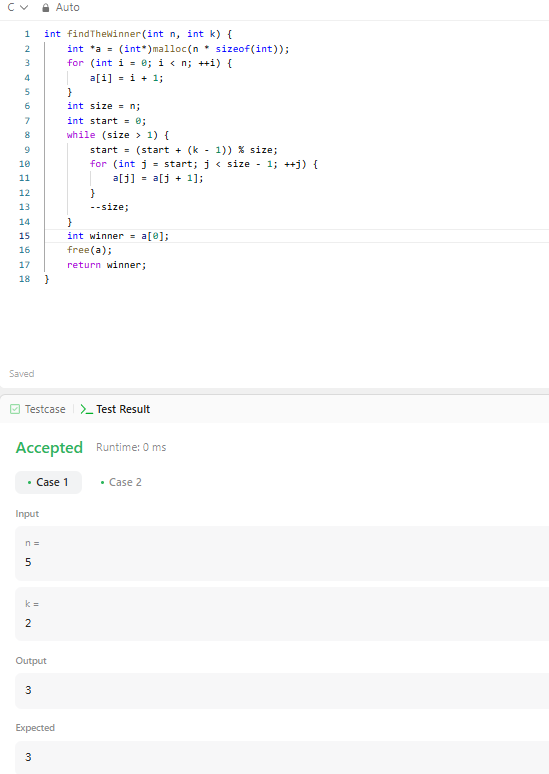 C Auto
1 int findTheWinner(int n, int k) {
2 int *a = (int*)malloc(n * sizeof(int));
3 for (int i = 0; i < n; ++i) {
4 a[i] = i + 1;
5 }
6 int size = n;
7 int start = 0;
8 while (size > 1) {
9 start = (start + (k - 1)) % size;
10 for (int j = start; j < size - 1; ++j) {
11 a[j] = a[j + 1];
12 }
13 --size;
14 }
15 int winner = a[0];
16 free(a);
17 return winner;
18 }
Saved
Testcase Test Result
Accepted Runtime: 0 ms
• Case 1 • Case 2
Input
n =
5
k =
2
Output
3
Expected
3